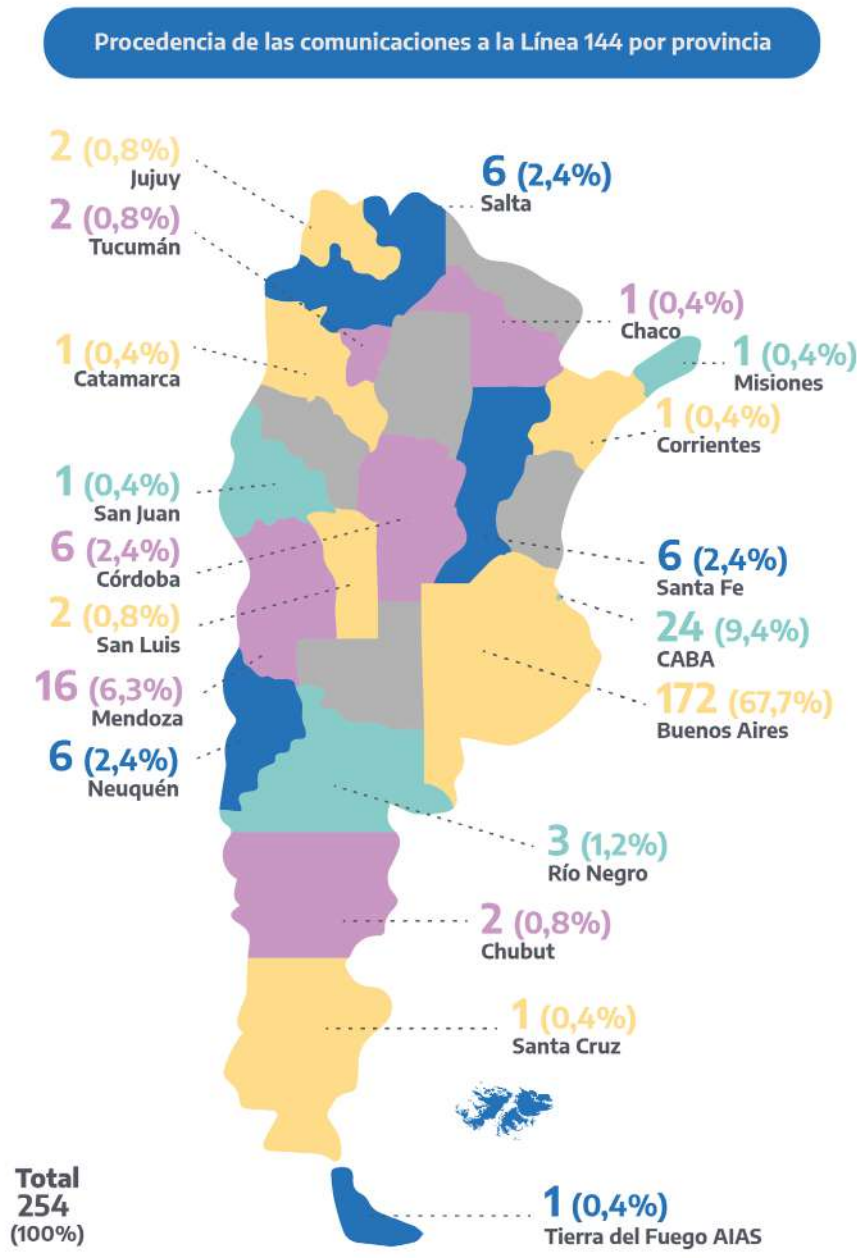 Procedencia de las comunicaciones a la Línea 144 por provincia
2 (0,8%)
Jujuy
6 (2,4%)
Salta
2 (0,8%)
Tucumán
1 (0,4%)
Chaco
1 (0,4%)
Catamarca
1 (0,4%)
Misiones
1 (0,4%)
Corrientes
1 (0,4%)
San Juan
6 (2,4%)
Córdoba
6 (2,4%)
Santa Fe
2 (0,8%)
San Luis
24 (9,4%)
CABA
16 (6,3%)
Mendoza
172 (67,7%)
Buenos Aires
6 (2,4%)
Neuquén
3 (1,2%)
Río Negro
2 (0,8%)
Chubut
1 (0,4%)
Santa Cruz
Total
254
(100%)
1 (0,4%)
Tierra del Fuego AIAS